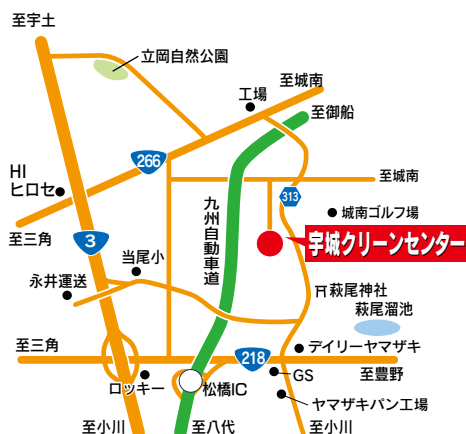 至宇土
立岡自然公園
工場
至城南
至御船
266
HI
ヒロセ
九州自動車道
至城南
313
城南ゴルフ場
至三角
3
宇城クリーンセンター
当尾小
永井運送
萩尾神社
萩尾溜池
至三角
218
デイリーヤマザキ
ロッキー
松橋IC
GS
至豊野
ヤマザキパン工場
至小川
至八代
至小川